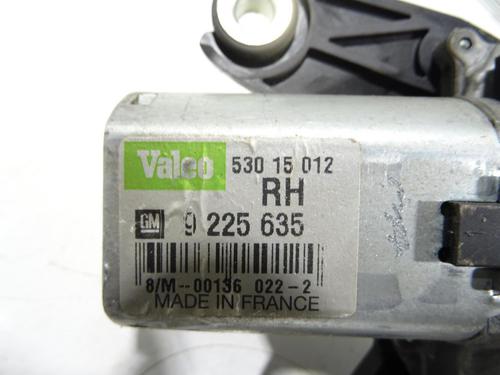 Valeo 530 15 012
RH
GM 9 225 635
8/M--00136 022-2
MADE IN FRANCE